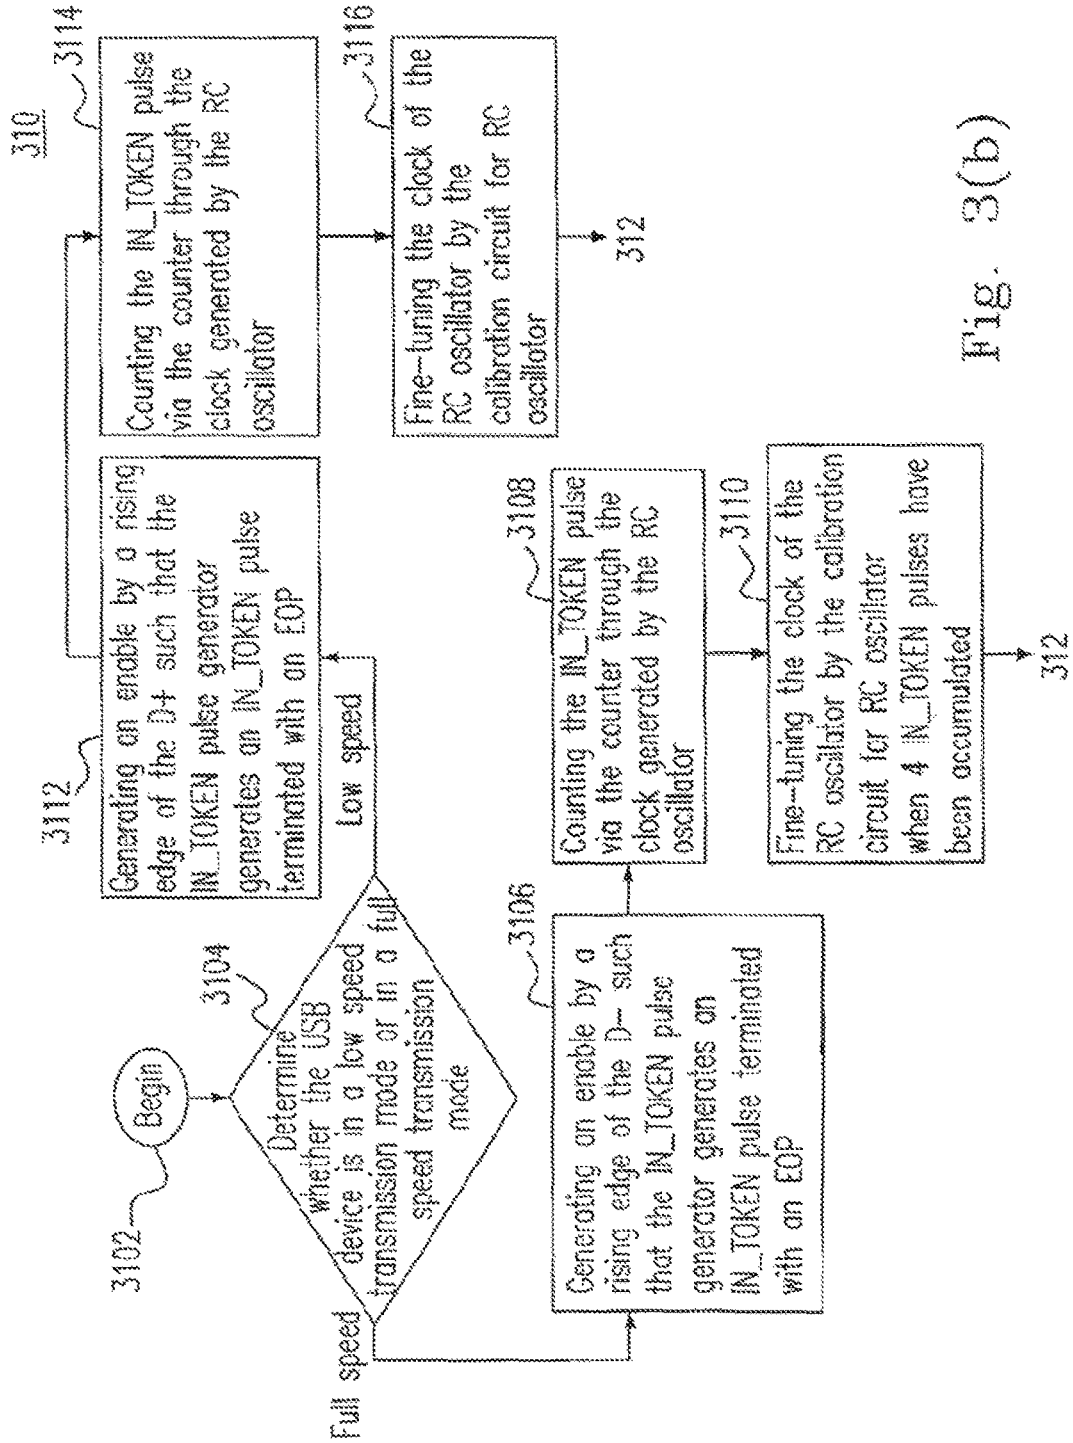 310
3102
Begin
3104
Determine
whether the USB
device is in a low speed
transmission mode or in a full
speed transmission
mode
Full speed
Low speed
3106
Generating an enable by a
rising edge of the D- such
that the IN_TOKEN pulse
generator generates an
IN_TOKEN pulse terminated
with an EOP
3108
Counting the IN_TOKEN pulse
via the counter through the
clock generated by the RC
oscillator
3110
Fine-tuning the clock of the
RC oscillator by the calibration
circuit for RC oscillator
when 4 IN_TOKEN pulses have
been accumulated
312
3112
Generating an enable by a rising
edge of the D+ such that the
IN_TOKEN pulse generator
generates an IN_TOKEN pulse
terminated with an EOP
3114
Counting the IN_TOKEN pulse
via the counter through the
clock generated by the RC
oscillator
3116
Fine-tuning the clock of the
RC oscillator by the
calibration circuit for RC
oscillator
312
Fig. 3(b)